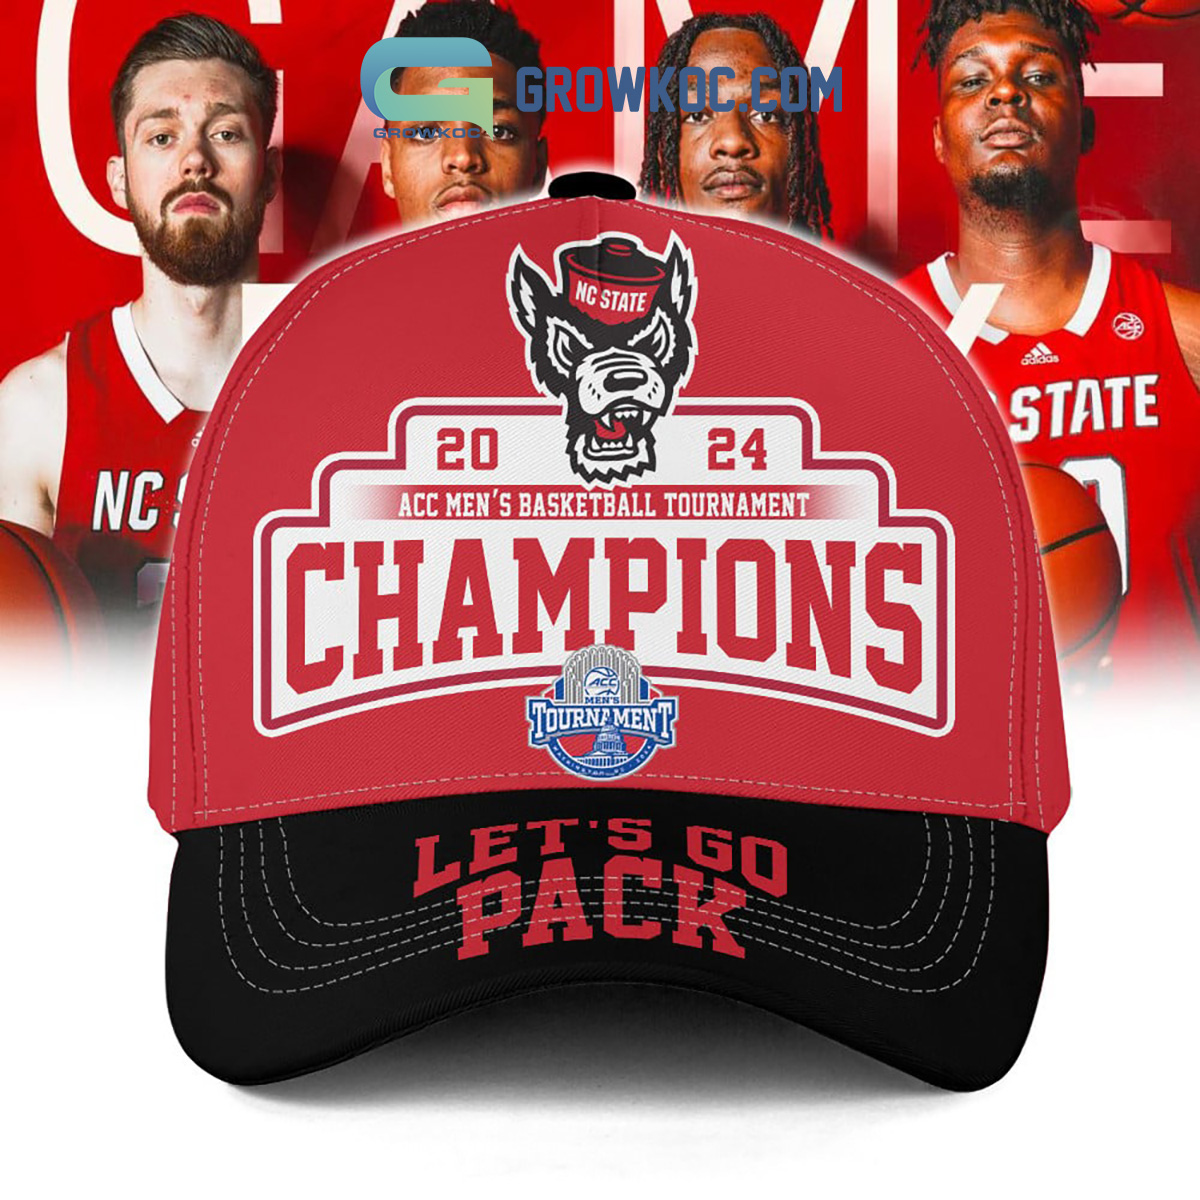 GAME
GROWKOC.COM
GROWKOC
NC STATE
20 24
ACC MEN'S BASKETBALL TOURNAMENT
CHAMPIONS
ACC
MEN'S
TOURNAMENT
LET'S GO
PACK
NC S
ACC
adidas
STATE